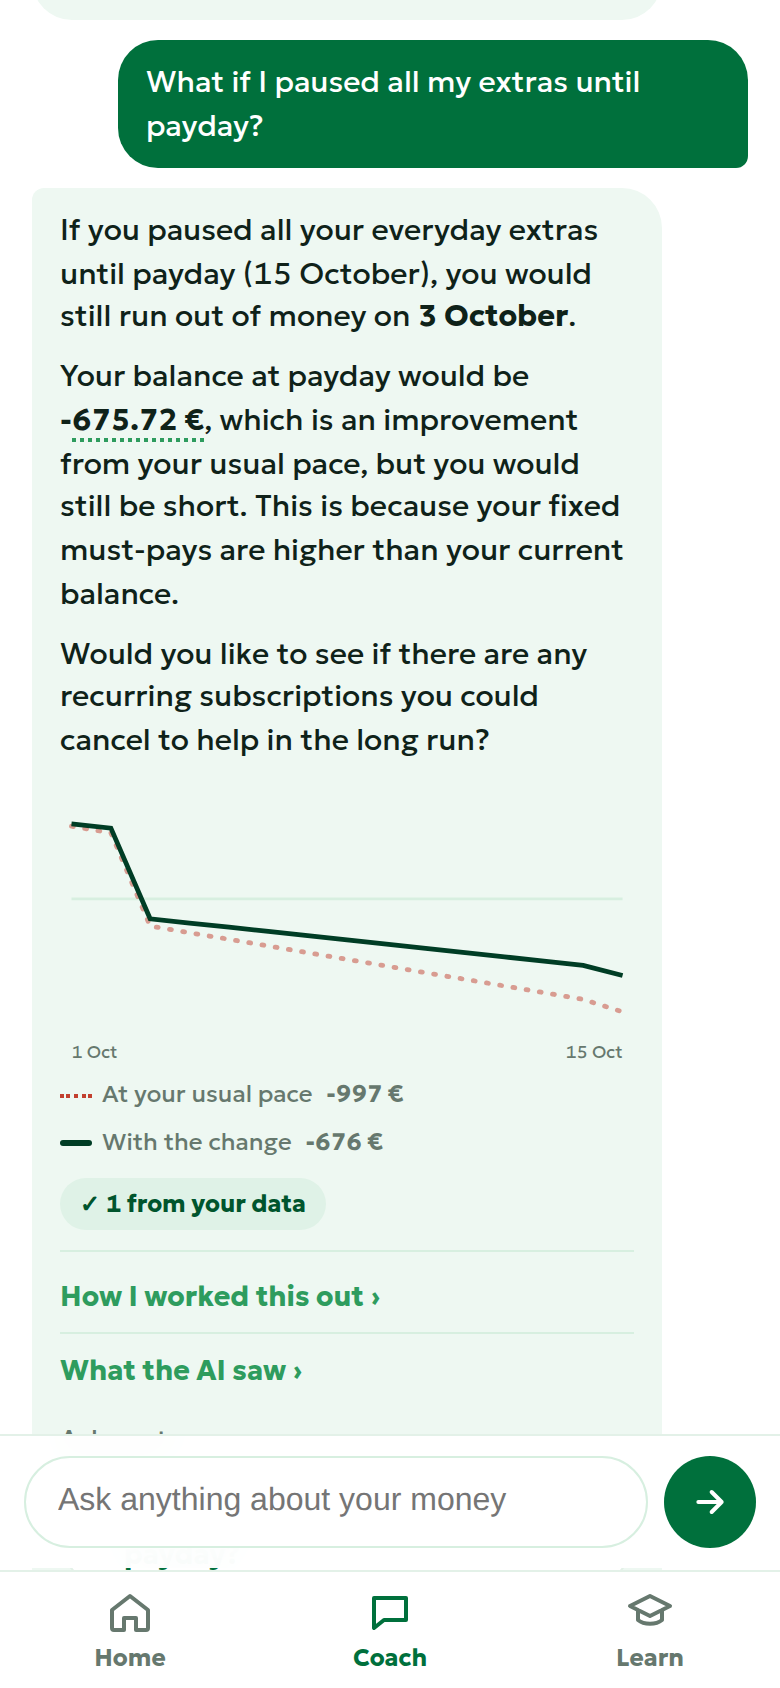 What if I paused all my extras until
payday?
If you paused all your everyday extras
until payday (15 October), you would
still run out of money on 3 October.
Your balance at payday would be
-675.72 €, which is an improvement
from your usual pace, but you would
still be short. This is because your fixed
must-pays are higher than your current
balance.
Would you like to see if there are any
recurring subscriptions you could
cancel to help in the long run?
1 Oct
15 Oct
At your usual pace -997 €
With the change -676 €
✓ 1 from your data
How I worked this out ›
What the AI saw ›
Ask anything about your money
Home
Coach
Learn